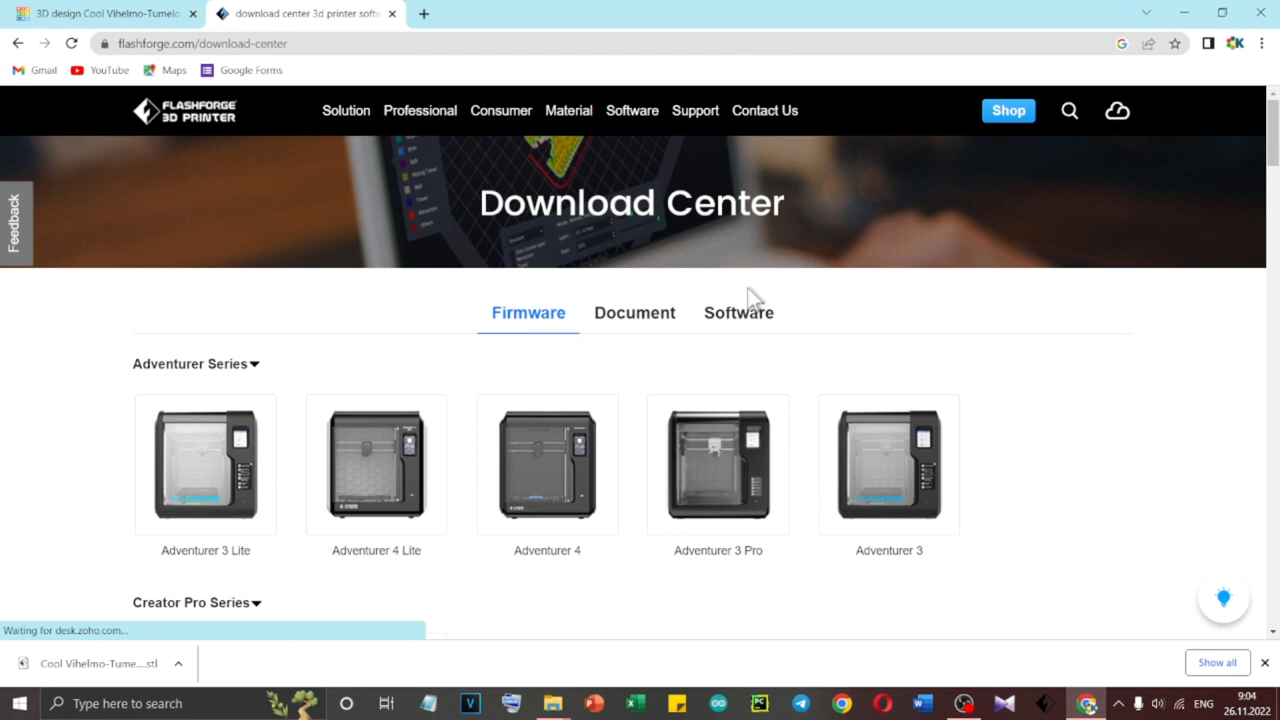 3D design Cool Vihelmo-Tumelo
download center 3d printer softw
flashforge.com/download-center
Gmail
YouTube
Maps
Google Forms
FLASHFORGE
3D PRINTER
Solution
Professional
Consumer
Material
Software
Support
Contact Us
Shop
Feedback
Download Center
Firmware
Document
Software
Adventurer Series
Adventurer 3 Lite
Adventurer 4 Lite
Adventurer 4
Adventurer 3 Pro
Adventurer 3
Creator Pro Series
Waiting for desk.zoho.com...
Cool Vihelmo-Tume....stl
Show all
Type here to search
ENG
9:04
26.11.2022